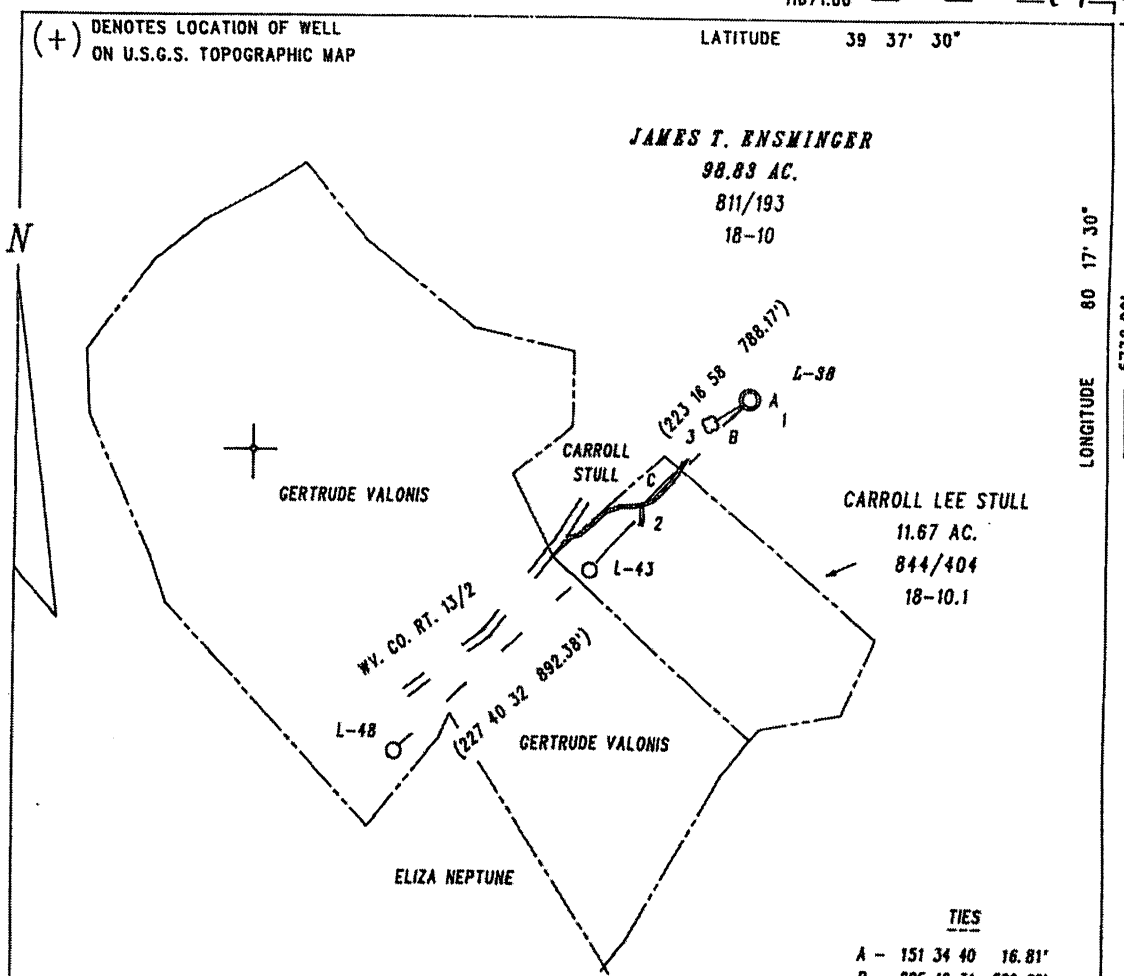 (+) DENOTES LOCATION OF WELL
ON U.S.G.S. TOPOGRAPHIC MAP
LATITUDE 39 37' 30"
JAMES T. ENSMINGER
98.83 AC.
811/193
18-10
N
LONGITUDE 80 17' 30"
(223 16 58 788.17')
L-38
A
1
3
B
CARROLL
STULL
C
2
GERTRUDE VALONIS
CARROLL LEE STULL
11.67 AC.
844/404
18-10.1
L-43
WV. CO. RT. 13/2
(227 40 32 892.38')
L-48
GERTRUDE VALONIS
ELIZA NEPTUNE
TIES
A - 151 34 40 16.81'